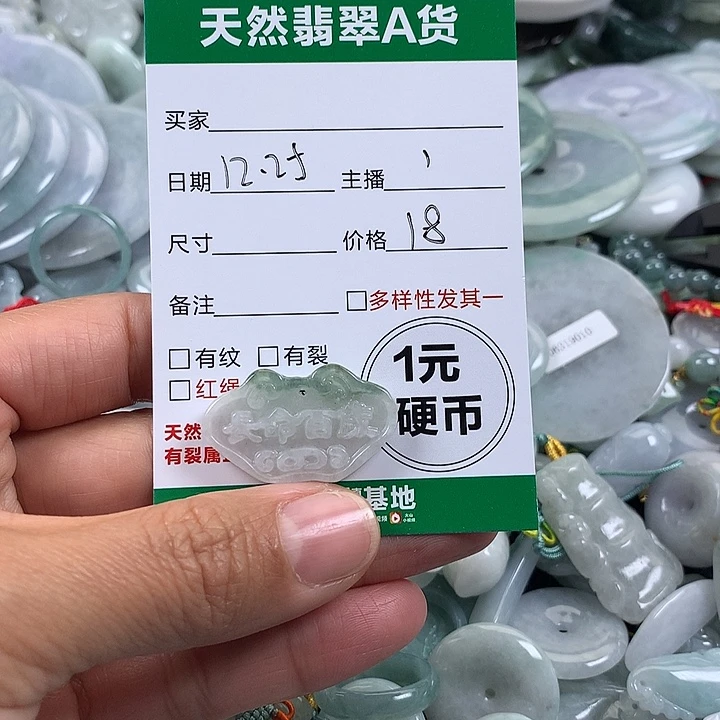 天然翡翠A货
买家
日期 12.25 主播 1
尺寸 价格 18
备注 □多样性发其一
□有纹 □有裂
□红绳
1元
硬币
天然
有裂属
长命百岁
基地